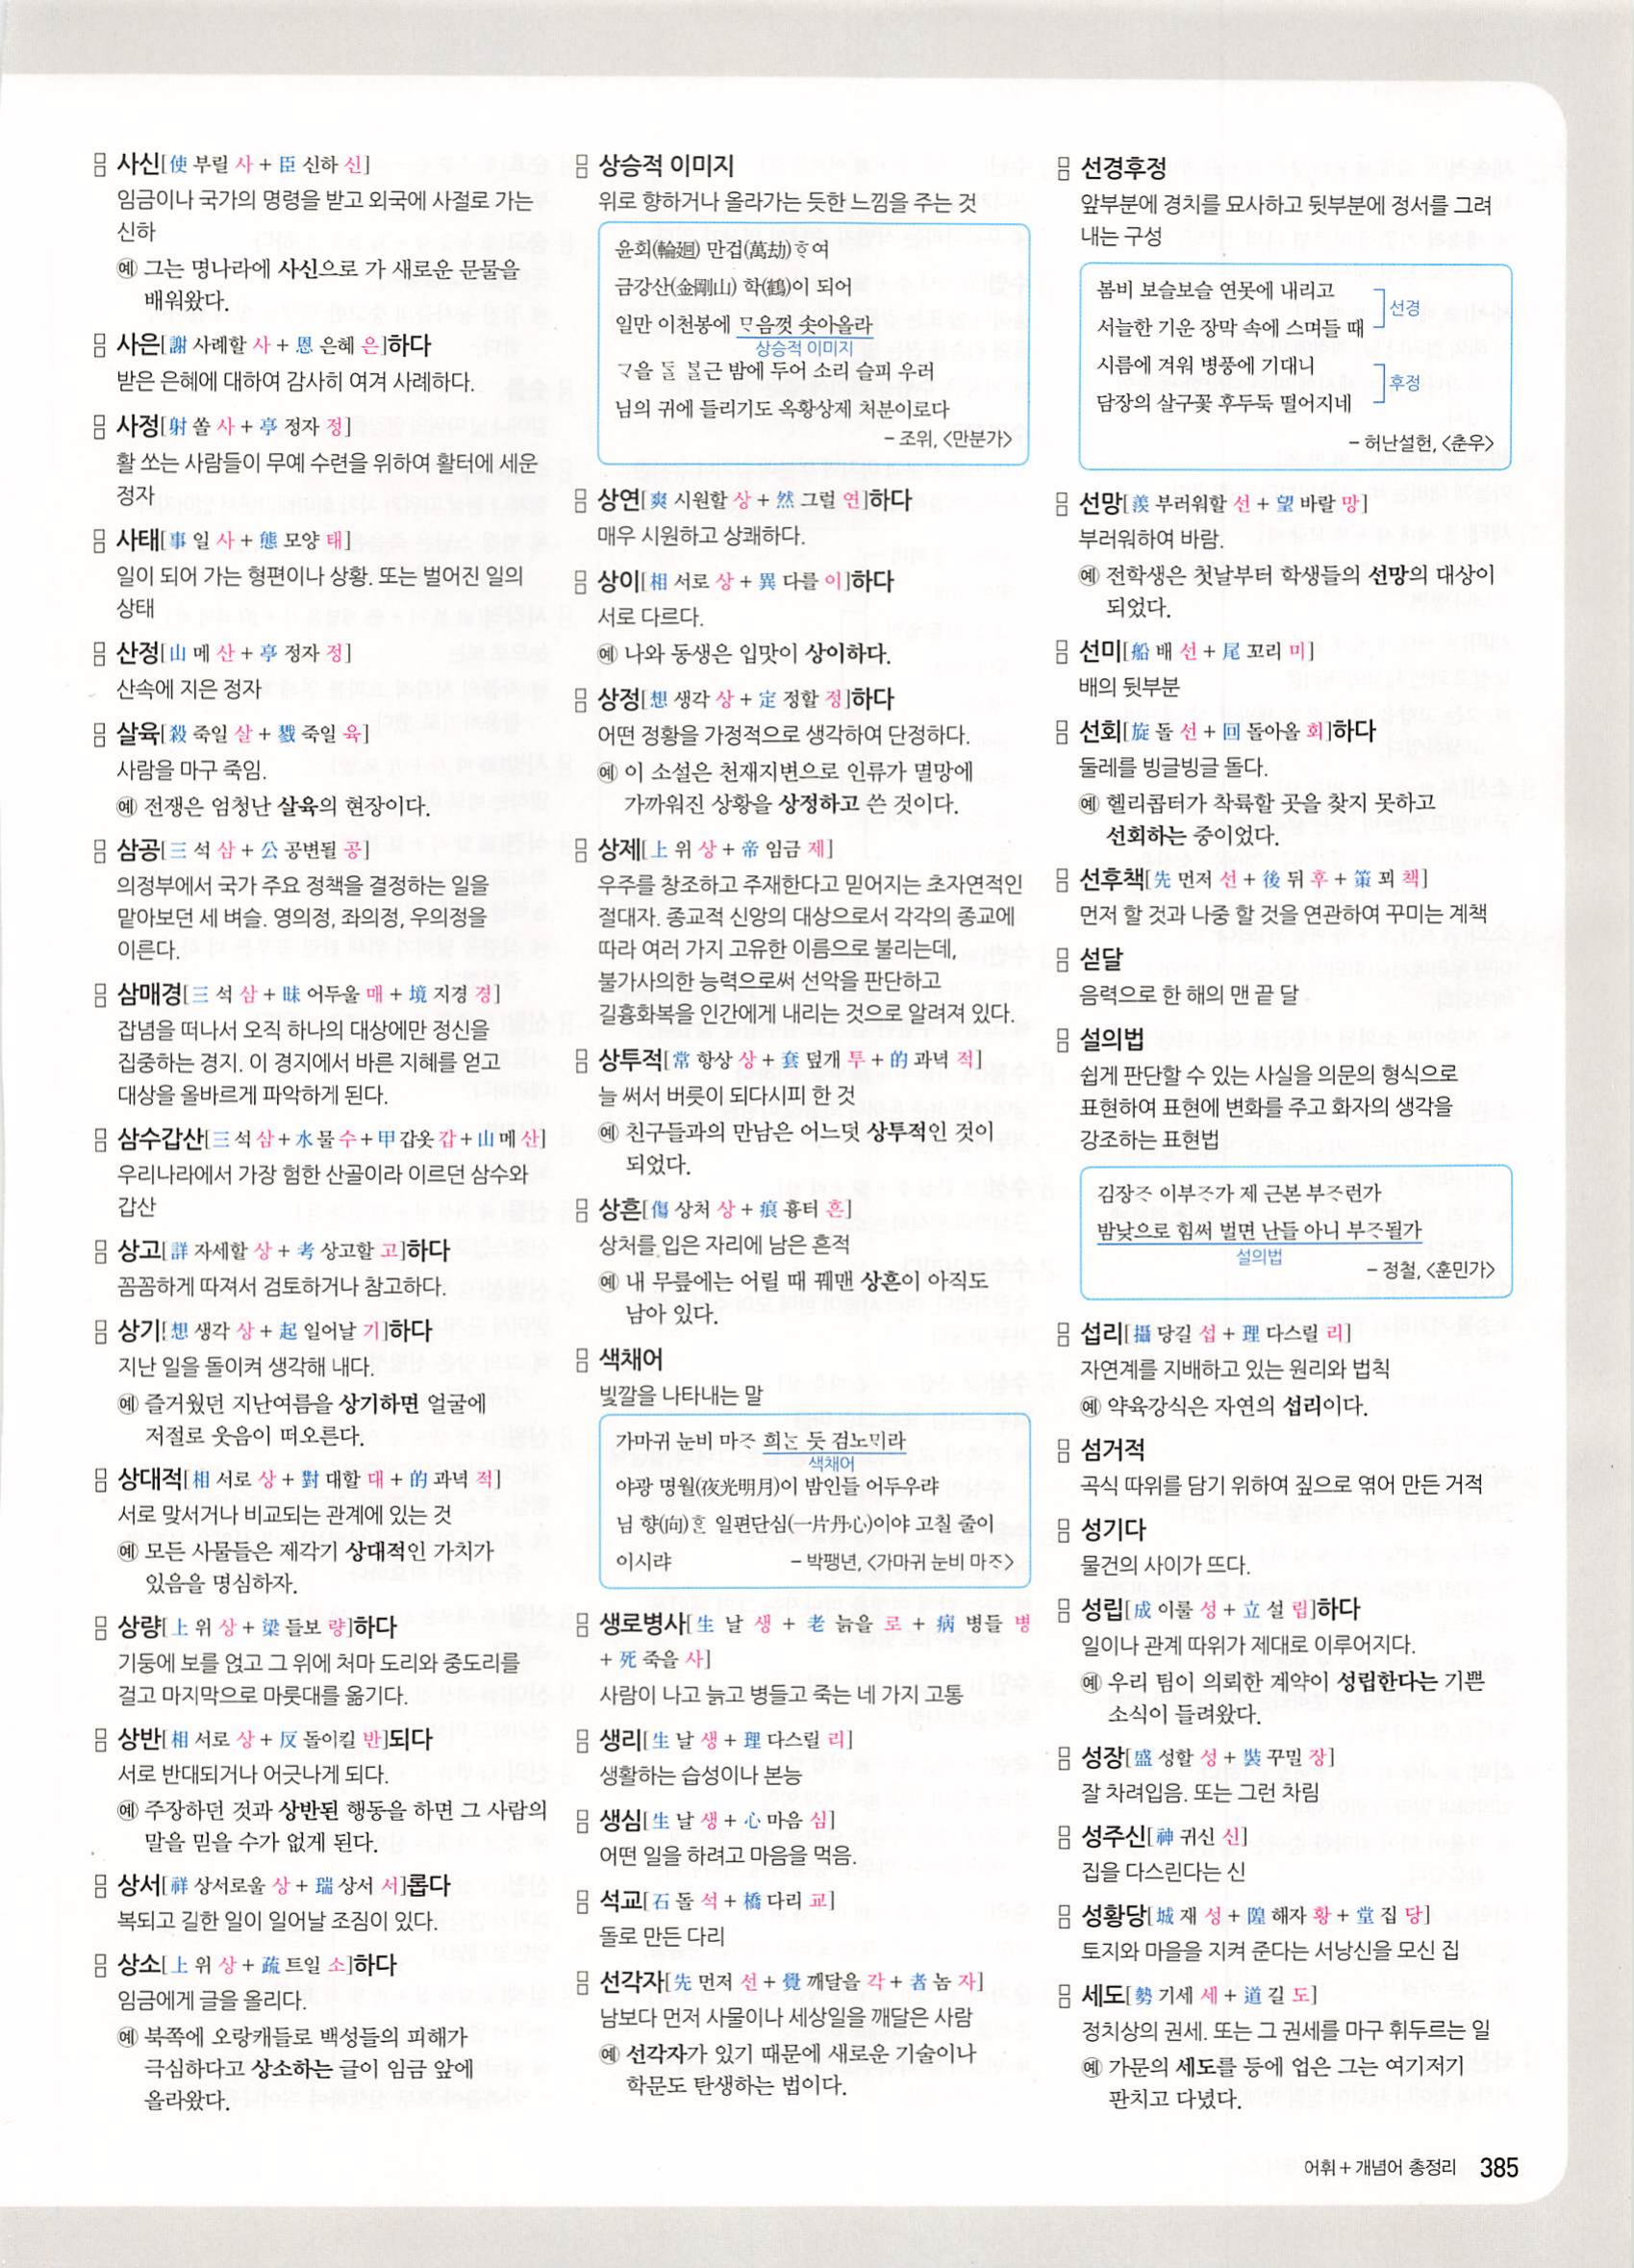 사신[使 부릴 사 + 臣 신하 신]
임금이나 국가의 명령을 받고 외국에 사절로 가는
신하
예 그는 명나라에 사신으로 가 새로운 문물을
배워왔다.
사은[謝 사례할 사 + 恩 은혜 은]하다
받은 은혜에 대하여 감사히 여겨 사례하다.
사정[射 쏠 사 + 亭 정자 정]
활 쏘는 사람들이 무예 수련을 위하여 활터에 세운
정자
사태[事 일 사 + 態 모양 태]
일이 되어 가는 형편이나 상황. 또는 벌어진 일의
상태
산정[山 메 산 + 亭 정자 정]
산속에 지은 정자
살육[殺 죽일 살 + 戮 죽일 육]
사람을 마구 죽임.
예 전쟁은 엄청난 살육의 현장이다.
삼공[三 석 삼 + 公 공변될 공]
의정부에서 국가 주요 정책을 결정하는 일을
맡아보던 세 벼슬. 영의정, 좌의정, 우의정을
이른다.
삼매경[三 석 삼 + 昧 어두울 매 + 境 지경 경]
잡념을 떠나서 오직 하나의 대상에만 정신을
집중하는 경지. 이 경지에서 바른 지혜를 얻고
대상을 올바르게 파악하게 된다.
삼수갑산[三 석 삼 + 水 물 수 + 甲 갑옷 갑 + 山 메 산]
우리나라에서 가장 험한 산골이라 이르던 삼수와
갑산
상고[詳 자세할 상 + 考 상고할 고]하다
꼼꼼하게 따져서 검토하거나 참고하다.
상기[想 생각 상 + 起 일어날 기]하다
지난 일을 돌이켜 생각해 내다.
예 즐거웠던 지난여름을 상기하면 얼굴에
저절로 웃음이 떠오른다.
상대적[相 서로 상 + 對 대할 대 + 的 과녁 적]
서로 맞서거나 비교되는 관계에 있는 것
예 모든 사물들은 제각기 상대적인 가치가
있음을 명심하자.
상량[上 위 상 + 梁 들보 량]하다
기둥에 보를 얹고 그 위에 처마 도리와 중도리를
걸고 마지막으로 마룻대를 옮기다.
상반[相 서로 상 + 反 돌이킬 반]되다
서로 반대되거나 어긋나게 되다.
예 주장하던 것과 상반된 행동을 하면 그 사람의
말을 믿을 수가 없게 된다.
상서[祥 상서로울 상 + 瑞 상서 서]롭다
복되고 길한 일이 일어날 조짐이 있다.
상소[上 위 상 + 疏 트일 소]하다
임금에게 글을 올리다.
예 북쪽에 오랑캐들로 백성들의 피해가
극심하다고 상소하는 글이 임금 앞에
올라왔다.
상승적 이미지
위로 향하거나 올라가는 듯한 느낌을 주는 것
윤회(輪廻) 만겁(萬劫)ᄒᆞ여
금강산(金剛山) 학(鶴)이 되어
일만 이천봉에 ᄆᆞ음껏 솟아올라
상승적 이미지
ᄀᆞ을 ᄃᆞᆯ ᄇᆞᆯ근 밤에 두어 소리 슬피 우러
님의 귀에 들리기도 옥황상제 처분이로다
– 조위, <만분가>
상연[爽 시원할 상 + 然 그럴 연]하다
매우 시원하고 상쾌하다.
상이[相 서로 상 + 異 다를 이]하다
서로 다르다.
예 나와 동생은 입맛이 상이하다.
상정[想 생각 상 + 定 정할 정]하다
어떤 정황을 가정적으로 생각하여 단정하다.
예 이 소설은 천재지변으로 인류가 멸망에
가까워진 상황을 상정하고 쓴 것이다.
상제[上 위 상 + 帝 임금 제]
우주를 창조하고 주재한다고 믿어지는 초자연적인
절대자. 종교적 신앙의 대상으로서 각각의 종교에
따라 여러 가지 고유한 이름으로 불리는데,
불가사의한 능력으로써 선악을 판단하고
길흉화복을 인간에게 내리는 것으로 알려져 있다.
상투적[常 항상 상 + 套 덮개 투 + 的 과녁 적]
늘 써서 버릇이 되다시피 한 것
예 친구들과의 만남은 어느덧 상투적인 것이
되었다.
상흔[傷 상처 상 + 痕 흉터 흔]
상처를 입은 자리에 남은 흔적
예 내 무릎에는 어릴 때 꿰맨 상흔이 아직도
남아 있다.
색채어
빛깔을 나타내는 말
가마귀 눈비 마ᄌᆞ 희ᄂᆞᆫ 듯 검노ᄆᆡ라
색채어
야광 명월(夜光明月)이 밤인들 어두우랴
님 향(向)ᄒᆞᆫ 일편단심(一片丹心)이야 고칠 줄이
이시랴 – 박팽년, <가마귀 눈비 마ᄌᆞ>
생로병사[生 날 생 + 老 늙을 로 + 病 병들 병
+ 死 죽을 사]
사람이 나고 늙고 병들고 죽는 네 가지 고통
생리[生 날 생 + 理 다스릴 리]
생활하는 습성이나 본능
생심[生 날 생 + 心 마음 심]
어떤 일을 하려고 마음을 먹음.
석교[石 돌 석 + 橋 다리 교]
돌로 만든 다리
선각자[先 먼저 선 + 覺 깨달을 각 + 者 놈 자]
남보다 먼저 사물이나 세상일을 깨달은 사람
예 선각자가 있기 때문에 새로운 기술이나
학문도 탄생하는 법이다.
선경후정
앞부분에 경치를 묘사하고 뒷부분에 정서를 그려
내는 구성
봄비 보슬보슬 연못에 내리고
서늘한 기운 장막 속에 스며들 때
선경
시름에 겨워 병풍에 기대니
담장의 살구꽃 후두둑 떨어지네
후정
– 허난설헌, <춘우>
선망[羨 부러워할 선 + 望 바랄 망]
부러워하여 바람.
예 전학생은 첫날부터 학생들의 선망의 대상이
되었다.
선미[船 배 선 + 尾 꼬리 미]
배의 뒷부분
선회[旋 돌 선 + 回 돌아올 회]하다
둘레를 빙글빙글 돌다.
예 헬리콥터가 착륙할 곳을 찾지 못하고
선회하는 중이었다.
선후책[先 먼저 선 + 後 뒤 후 + 策 꾀 책]
먼저 할 것과 나중 할 것을 연관하여 꾸미는 계책
섣달
음력으로 한 해의 맨 끝 달
설의법
쉽게 판단할 수 있는 사실을 의문의 형식으로
표현하여 표현에 변화를 주고 화자의 생각을
강조하는 표현법
김장ᄌᆞ 이부ᄌᆞ가 제 근본 부ᄌᆞ런가
밤낮으로 힘써 벌면 난들 아니 부ᄌᆞ될가
설의법
– 정철, <훈민가>
섭리[攝 당길 섭 + 理 다스릴 리]
자연계를 지배하고 있는 원리와 법칙
예 약육강식은 자연의 섭리이다.
섬거적
곡식 따위를 담기 위하여 짚으로 엮어 만든 거적
성기다
물건의 사이가 뜨다.
성립[成 이룰 성 + 立 설 립]하다
일이나 관계 따위가 제대로 이루어지다.
예 우리 팀이 의뢰한 계약이 성립한다는 기쁜
소식이 들려왔다.
성장[盛 성할 성 + 裝 꾸밀 장]
잘 차려입음. 또는 그런 차림
성주신[神 귀신 신]
집을 다스린다는 신
성황당[城 재 성 + 隍 해자 황 + 堂 집 당]
토지와 마을을 지켜 준다는 서낭신을 모신 집
세도[勢 기세 세 + 道 길 도]
정치상의 권세. 또는 그 권세를 마구 휘두르는 일
예 가문의 세도를 등에 업은 그는 여기저기
판치고 다녔다.
어휘 + 개념어 총정리 385